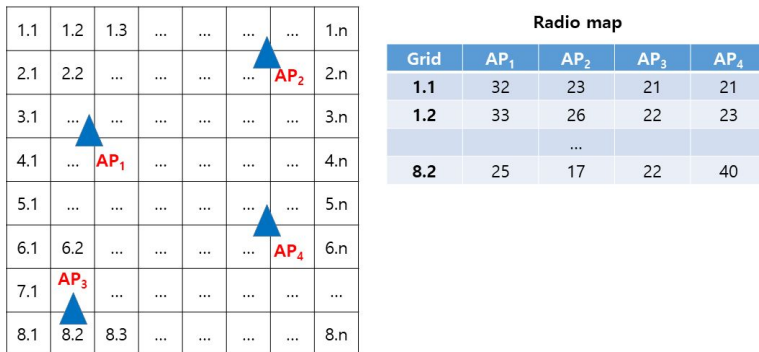 1.1 1.2 1.3 ... ... ... ... 1.n
2.1 2.2 ... ... ... ... AP2 2.n
3.1 ... ... ... ... ... ... 3.n
4.1 ... AP1 ... ... ... ... 4.n
5.1 ... ... ... ... ... ... 5.n
6.1 6.2 ... ... ... ... AP4 6.n
7.1 AP3 ... ... ... ... ... ...
8.1 8.2 8.3 ... ... ... ... 8.n
Radio map
Grid AP1 AP2 AP3 AP4
1.1 32 23 21 21
1.2 33 26 22 23
...
8.2 25 17 22 40